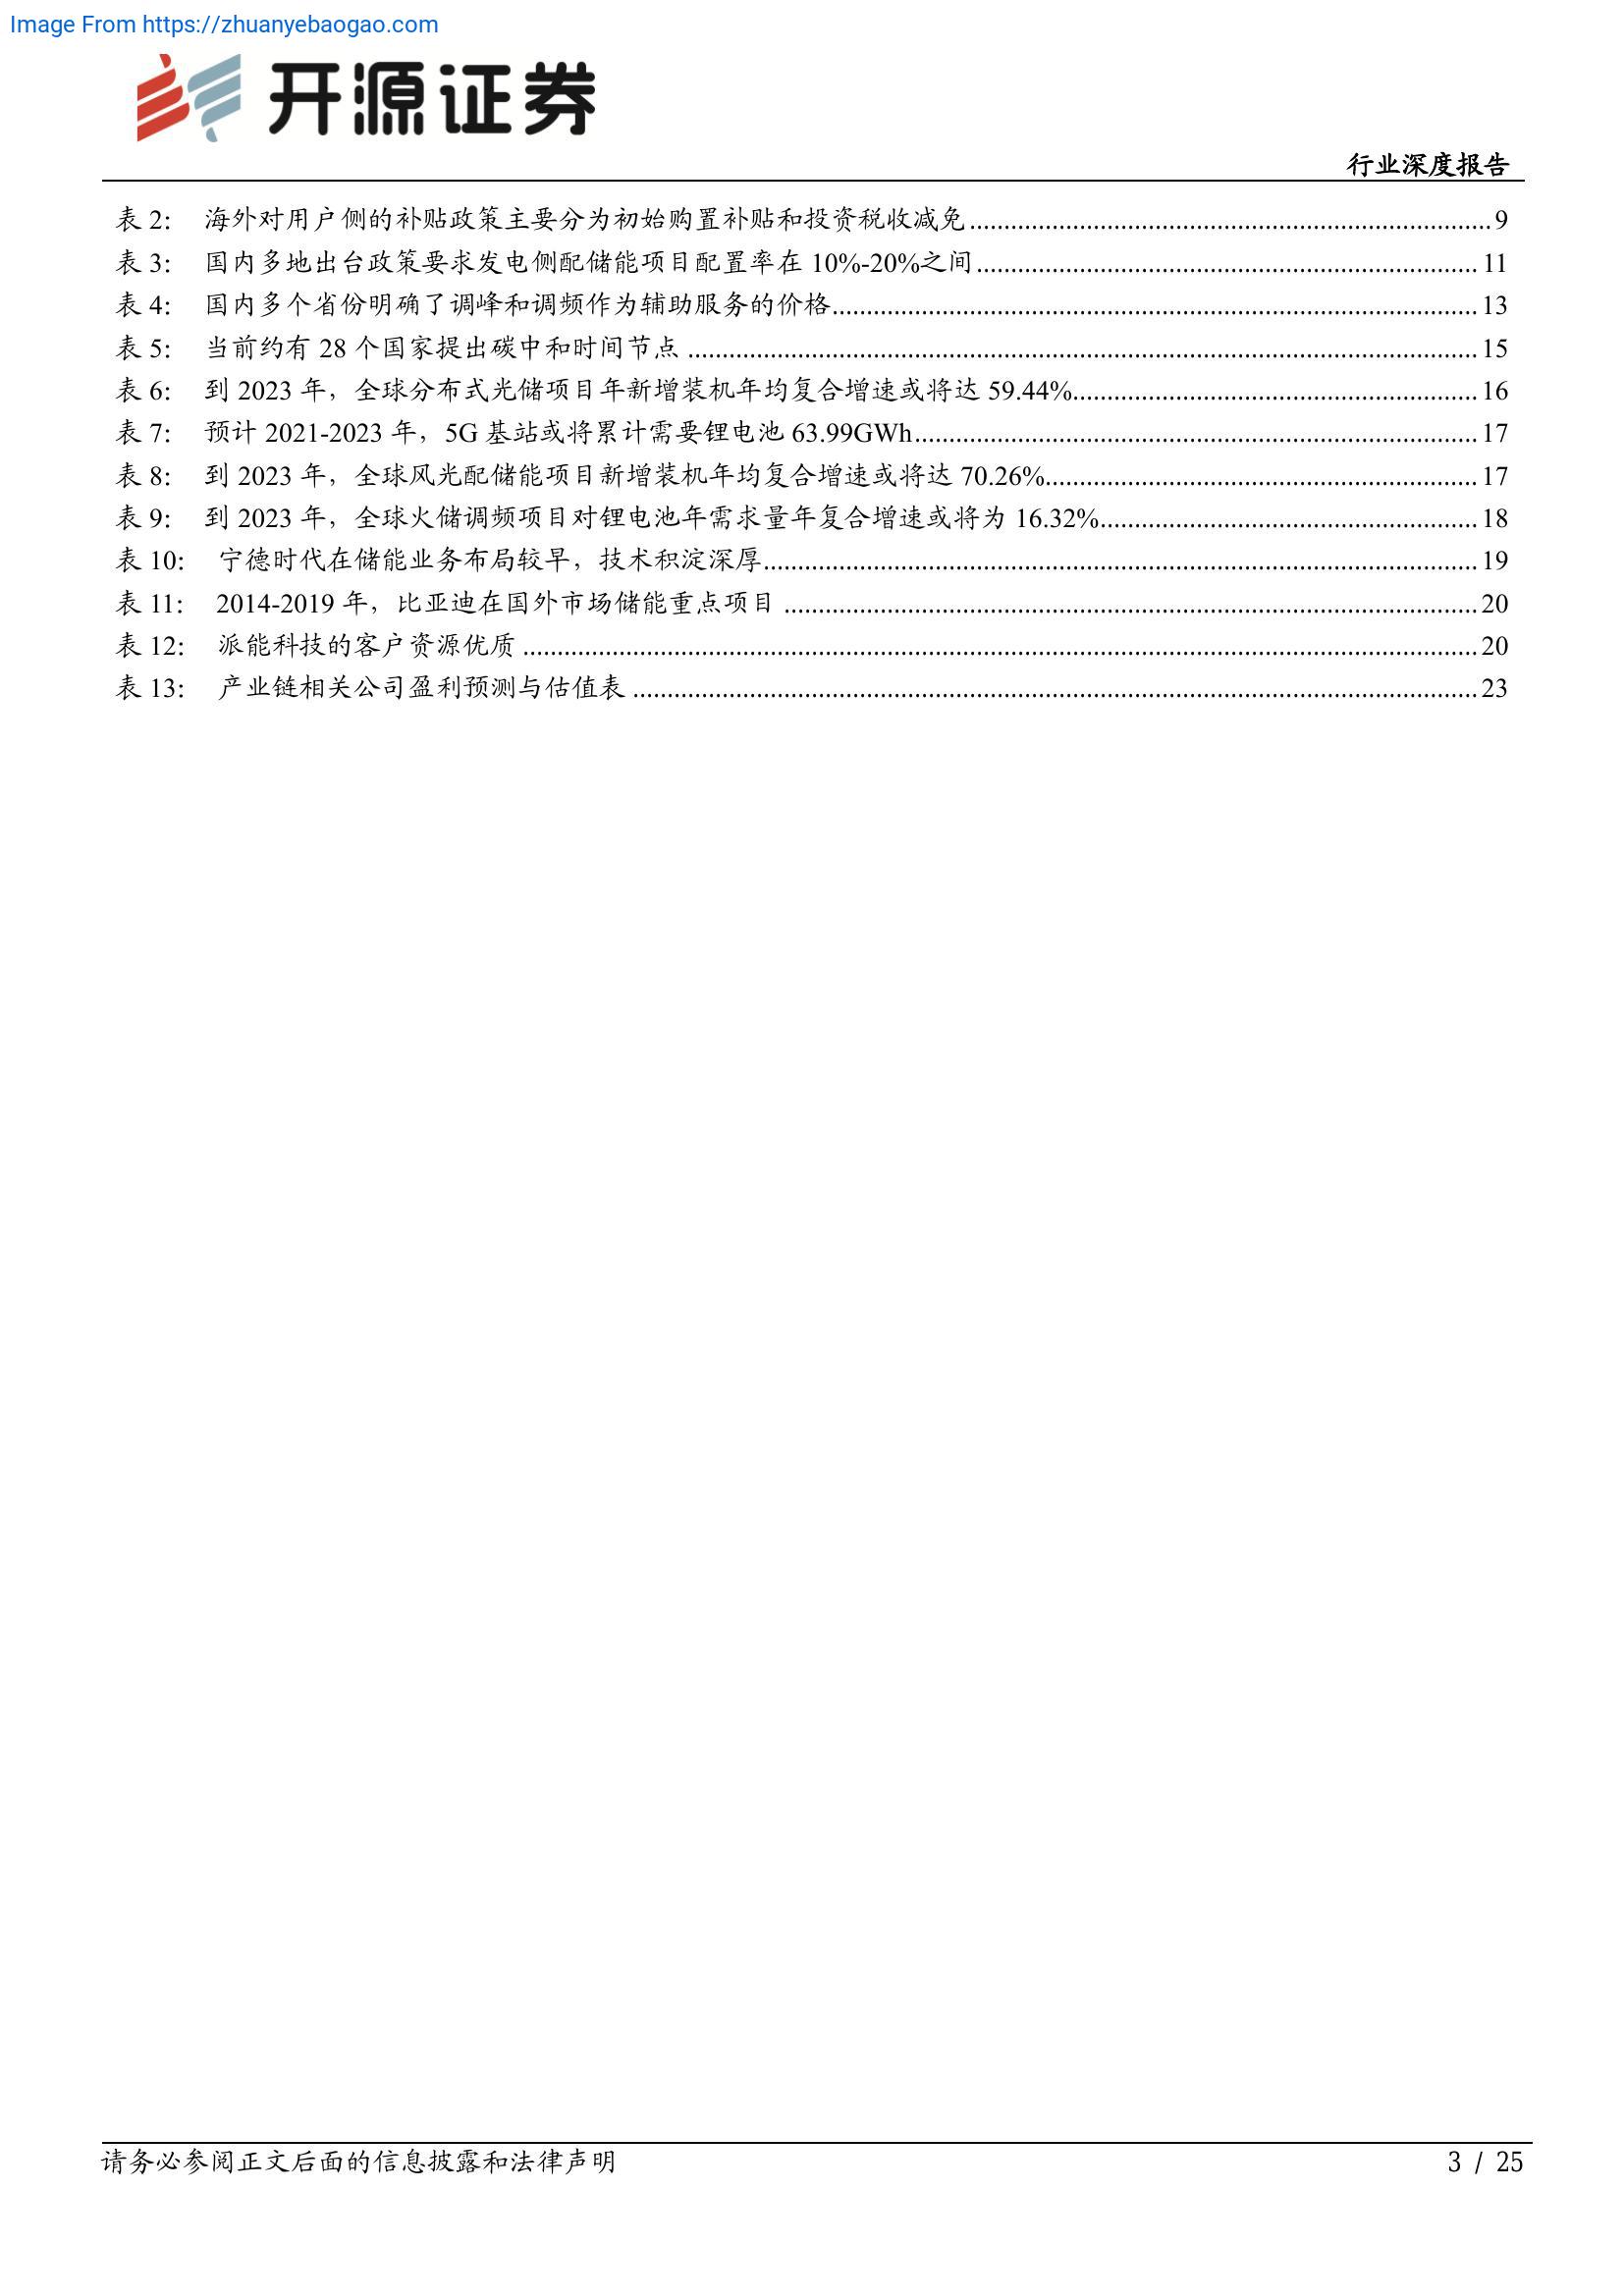 Image From https://zhuanyebaogao.com
开源证券
行业深度报告
表 2： 海外对用户侧的补贴政策主要分为初始购置补贴和投资税收减免 9
表 3： 国内多地出台政策要求发电侧配储能项目配置率在 10%-20%之间 11
表 4： 国内多个省份明确了调峰和调频作为辅助服务的价格 13
表 5： 当前约有 28 个国家提出碳中和时间节点 15
表 6： 到 2023 年，全球分布式光储项目年新增装机年均复合增速或将达 59.44% 16
表 7： 预计 2021-2023 年，5G 基站或将累计需要锂电池 63.99GWh 17
表 8： 到 2023 年，全球风光配储能项目新增装机年均复合增速或将达 70.26% 17
表 9： 到 2023 年，全球火储调频项目对锂电池年需求量年复合增速或将为 16.32% 18
表 10： 宁德时代在储能业务布局较早，技术积淀深厚 19
表 11： 2014-2019 年，比亚迪在国外市场储能重点项目 20
表 12： 派能科技的客户资源优质 20
表 13： 产业链相关公司盈利预测与估值表 23
请务必参阅正文后面的信息披露和法律声明 3 / 25